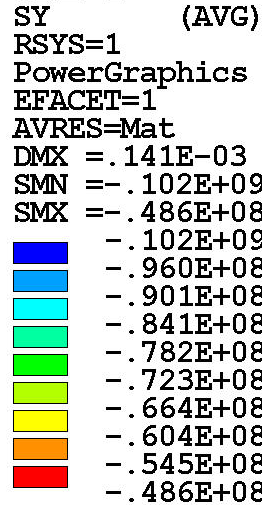 SY (AVG)
RSYS=1
PowerGraphics
EFACET=1
AVRES=Mat
DMX =.141E-03
SMN =-.102E+09
SMX =-.486E+08
-.102E+09
-.960E+08
-.901E+08
-.841E+08
-.782E+08
-.723E+08
-.664E+08
-.604E+08
-.545E+08
-.486E+08